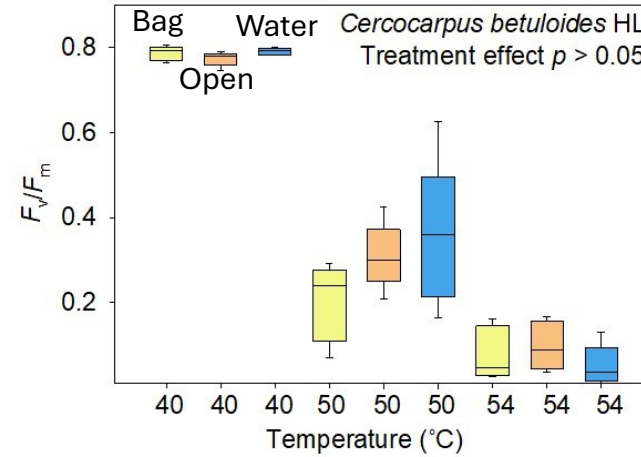 Bag
Water
Open
Cercocarpus betuloides HL
Treatment effect p > 0.05
0.8
0.6
0.4
0.2
Fv/Fm
40 40 40 50 50 50 54 54 54
Temperature (°C)